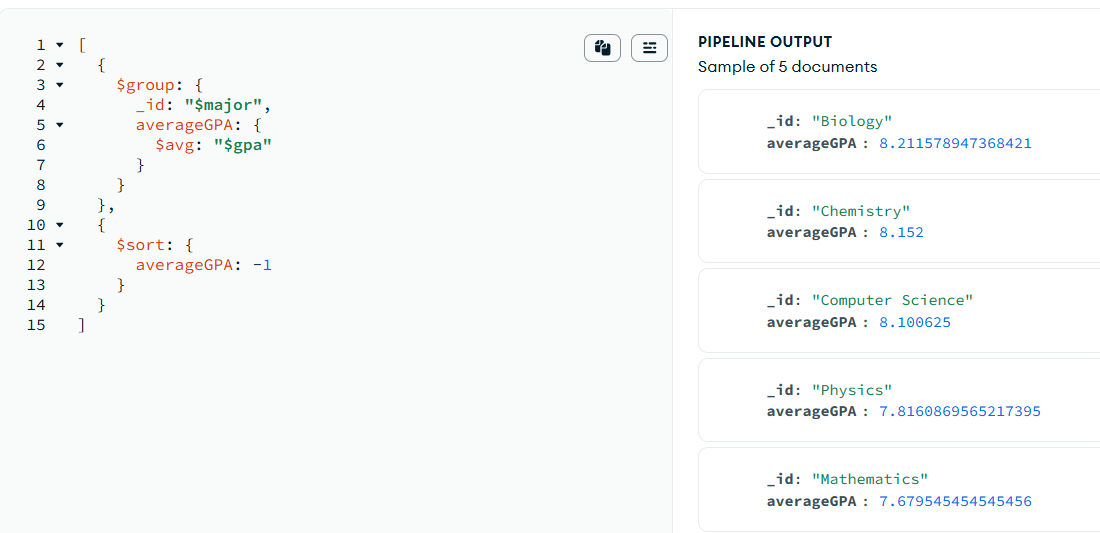 1 [
2 {
3 $group: {
4 _id: "$major",
5 averageGPA: {
6 $avg: "$gpa"
7 }
8 }
9 },
10 {
11 $sort: {
12 averageGPA: -1
13 }
14 }
15 ]
PIPELINE OUTPUT
Sample of 5 documents
_id: "Biology"
averageGPA : 8.211578947368421
_id: "Chemistry"
averageGPA : 8.152
_id: "Computer Science"
averageGPA : 8.100625
_id: "Physics"
averageGPA : 7.8160869565217395
_id: "Mathematics"
averageGPA : 7.679545454545456